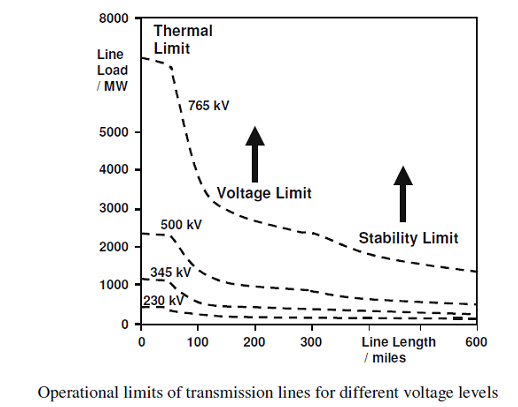 8000
Thermal
Limit
Line
Load
/ MW
765 kV
5000
4000
3000
Voltage Limit
500 kV
Stability Limit
2000
345 kV
1000
230 kV
0
0 100 200 300 Line Length 600
/ miles
Operational limits of transmission lines for different voltage levels